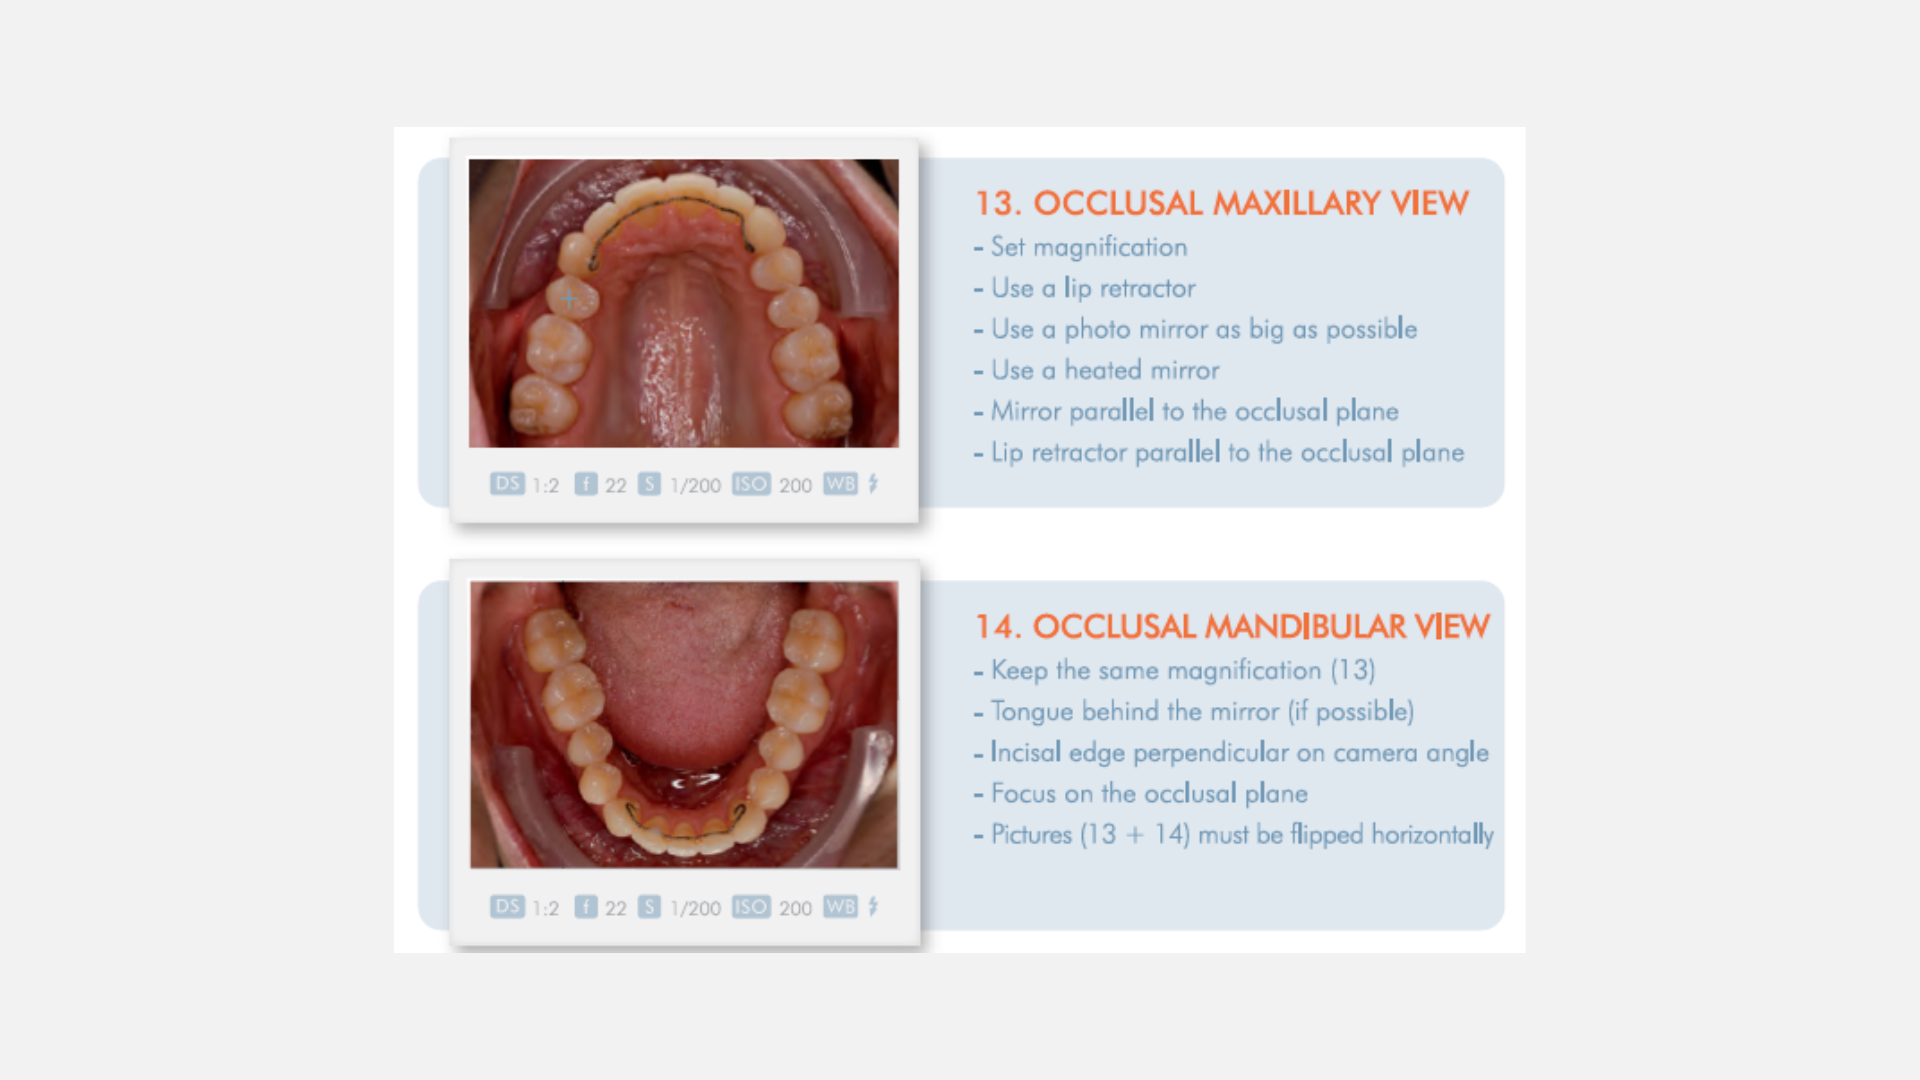 13. OCCLUSAL MAXILLARY VIEW
- Set magnification
- Use a lip retractor
- Use a photo mirror as big as possible
- Use a heated mirror
- Mirror parallel to the occlusal plane
- Lip retractor parallel to the occlusal plane
DS 1:2 f 22 S 1/200 ISO 200 WB
14. OCCLUSAL MANDIBULAR VIEW
- Keep the same magnification (13)
- Tongue behind the mirror (if possible)
- Incisal edge perpendicular on camera angle
- Focus on the occlusal plane
- Pictures (13 + 14) must be flipped horizontally
DS 1:2 f 22 S 1/200 ISO 200 WB